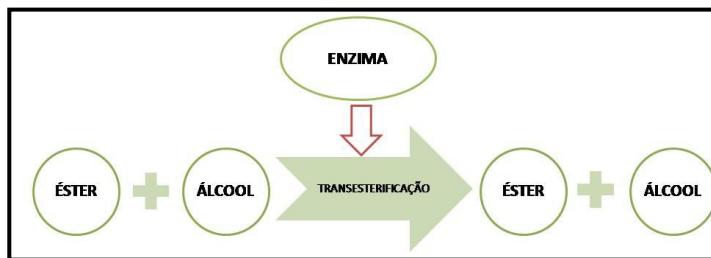 ENZIMA
ÉSTER
ÁLCOOL
TRANSESTERIFICAÇÃO
ÉSTER
ÁLCOOL